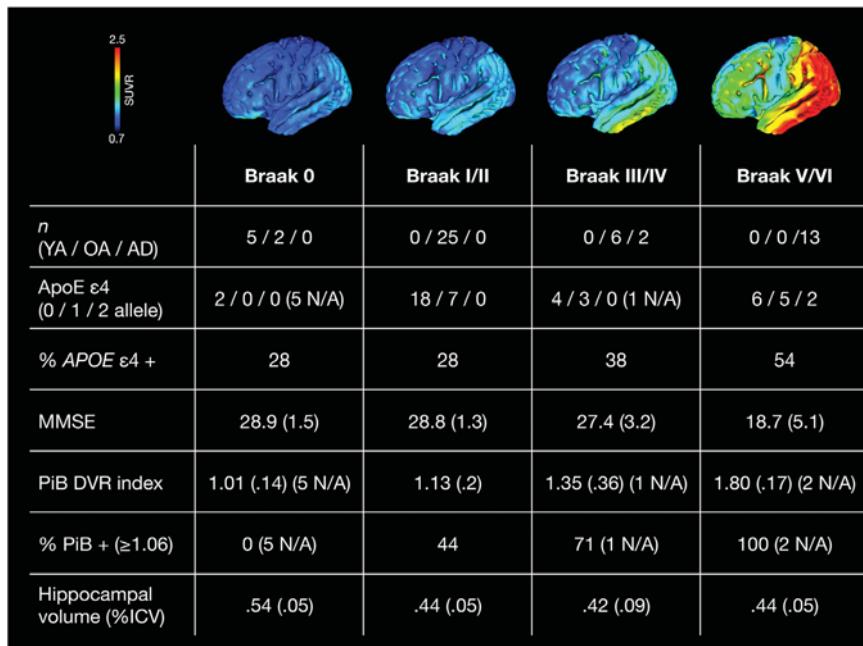 2.5
SUVR
0.7
Braak 0 Braak I/II Braak III/IV Braak V/VI
n
(YA / OA / AD) 5 / 2 / 0 0 / 25 / 0 0 / 6 / 2 0 / 0 /13
ApoE ε4
(0 / 1 / 2 allele) 2 / 0 / 0 (5 N/A) 18 / 7 / 0 4 / 3 / 0 (1 N/A) 6 / 5 / 2
% APOE ε4 + 28 28 38 54
MMSE 28.9 (1.5) 28.8 (1.3) 27.4 (3.2) 18.7 (5.1)
PiB DVR index 1.01 (.14) (5 N/A) 1.13 (.2) 1.35 (.36) (1 N/A) 1.80 (.17) (2 N/A)
% PiB + (≥1.06) 0 (5 N/A) 44 71 (1 N/A) 100 (2 N/A)
Hippocampal
volume (%ICV) .54 (.05) .44 (.05) .42 (.09) .44 (.05)